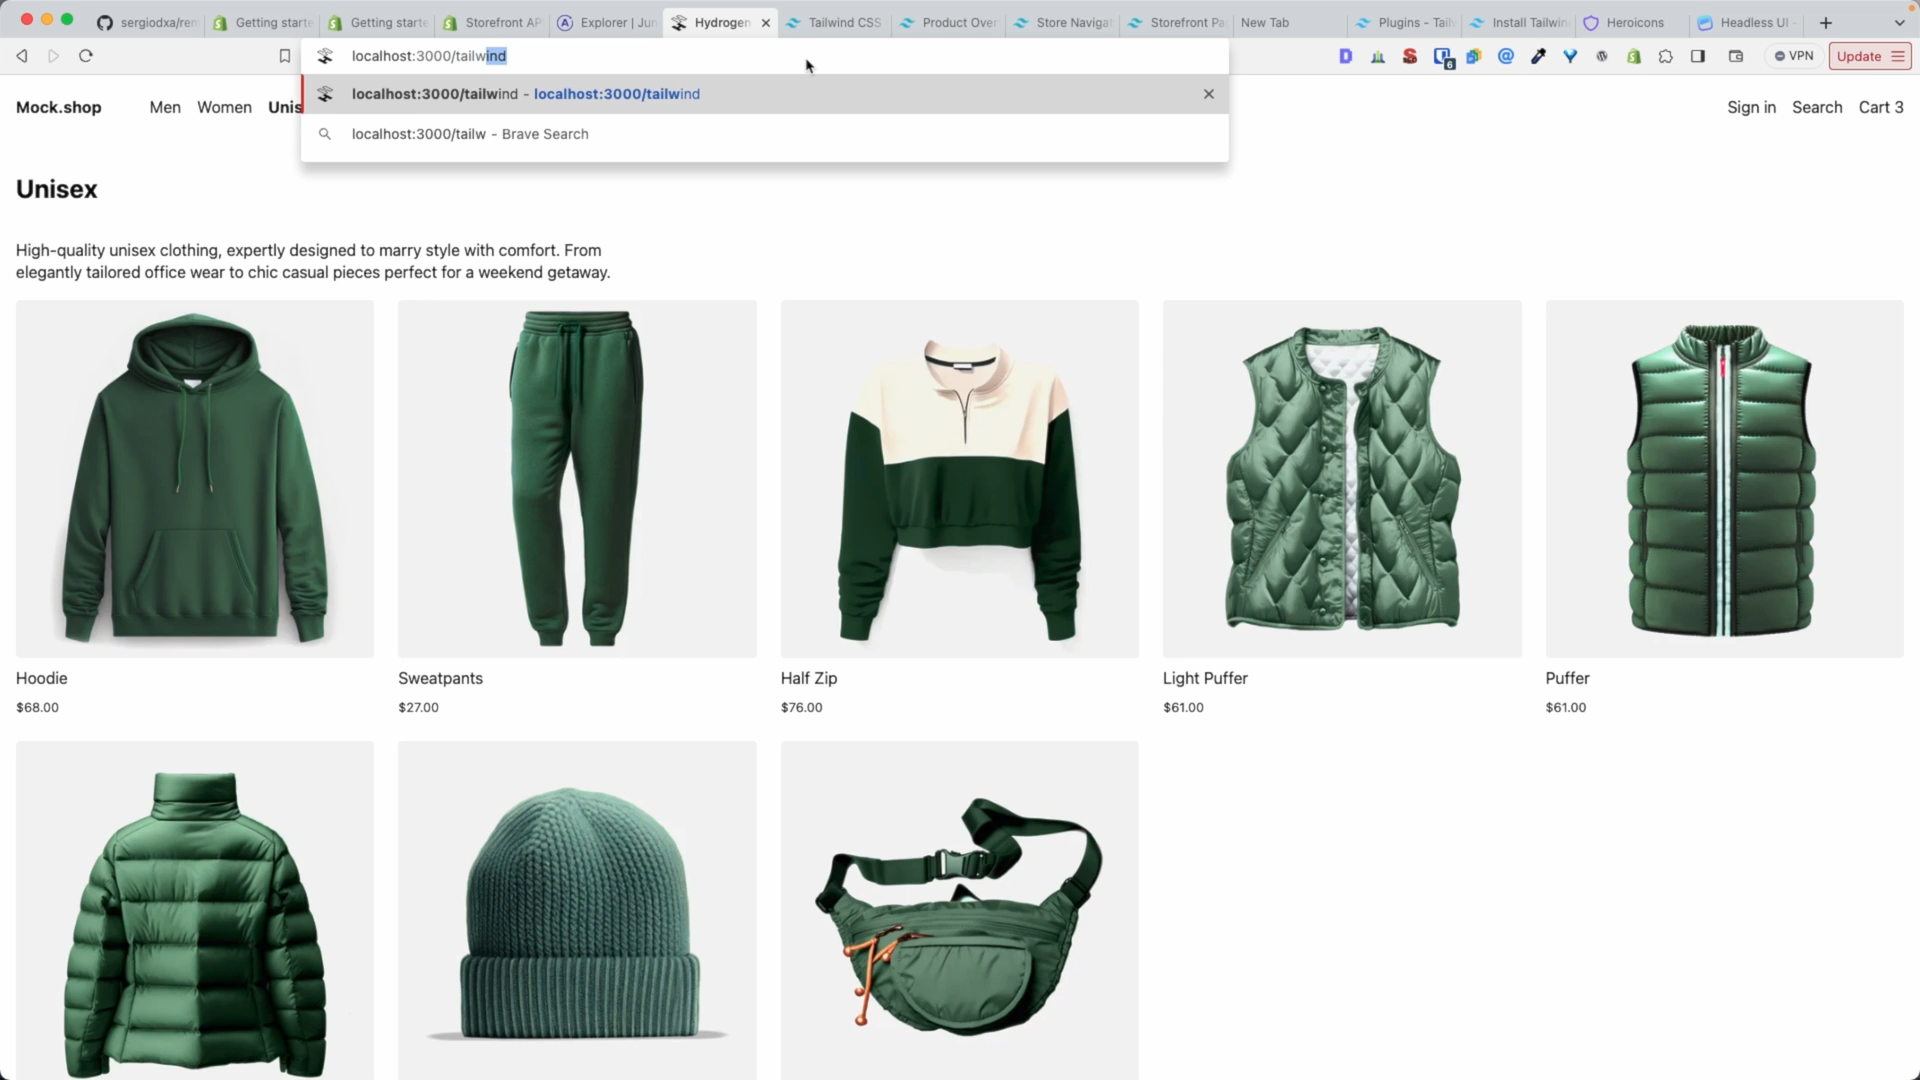 sergiodxa/rem
Getting starte
Getting starte
Storefront AP
Explorer | Jun
Hydrogen
Tailwind CSS
Product Over
Store Navigat
Storefront Pa
New Tab
Plugins - Tailw
Install Tailwin
Heroicons
Headless UI -
localhost:3000/tailwind
6
VPN
Update
localhost:3000/tailwind - localhost:3000/tailwind
localhost:3000/tailw - Brave Search
Mock.shop
Men
Women
Unis
Sign in
Search
Cart 3
Unisex
High-quality unisex clothing, expertly designed to marry style with comfort. From
elegantly tailored office wear to chic casual pieces perfect for a weekend getaway.
Hoodie
$68.00
Sweatpants
$27.00
Half Zip
$76.00
Light Puffer
$61.00
Puffer
$61.00